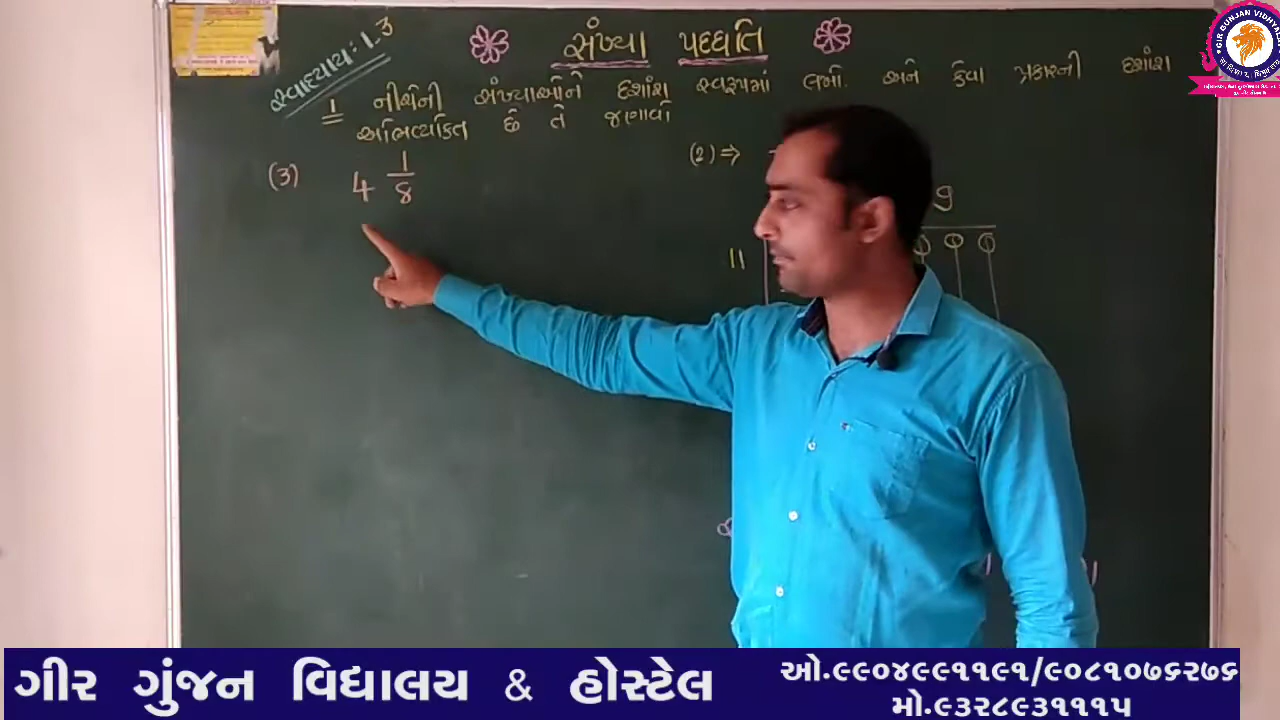 સ્વાધ્યાય: 1.3
સંખ્યા પદ્ધતિ
1 નીચેની સંખ્યાઓને દશાંશ સ્વરૂપમાં લખો. અને કેવા પ્રકારની દશાંશ
અભિવ્યક્તિ છે તે જણાવો
(3) 4 1/8
(2) ⇒
11
ગીર ગુંજન વિદ્યાલય & હોસ્ટેલ
ઓ.૯૯૦૪૯૯૧૧૯૧/૯૦૮૧૦૭૬૨૭૬
મો.૯૩૨૮૯૩૧૧૧૫